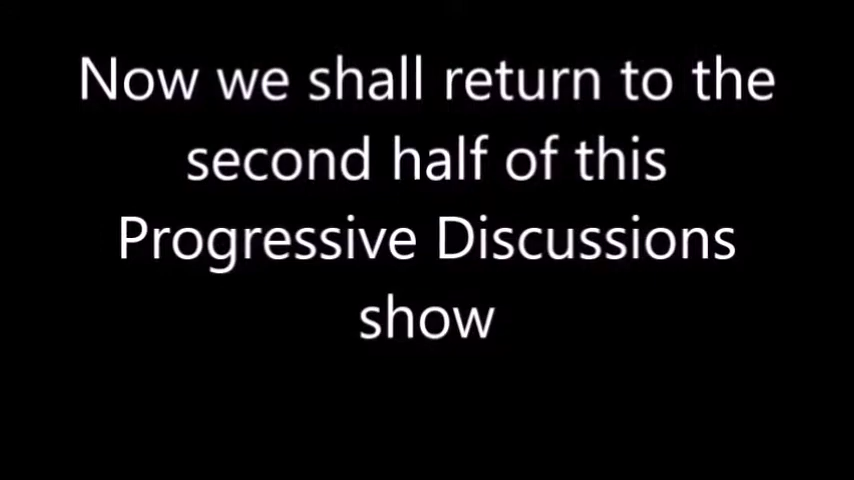 Now we shall return to the
second half of this
Progressive Discussions
show